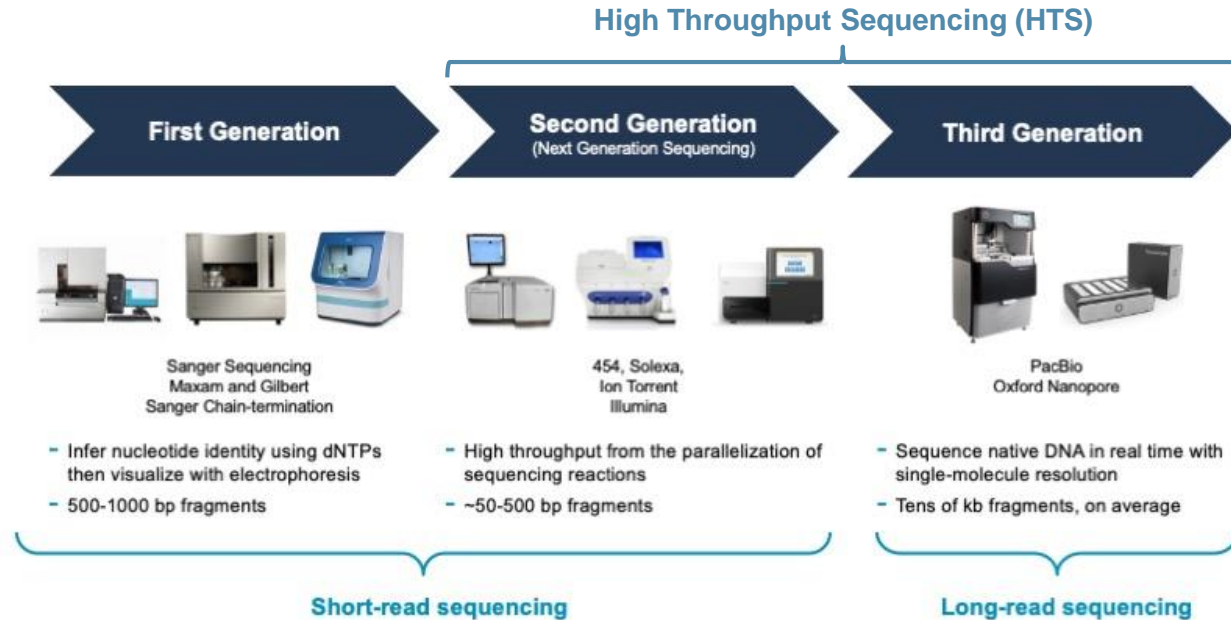 High Throughput Sequencing (HTS)
First Generation
Second Generation
(Next Generation Sequencing)
Third Generation
Sanger Sequencing
Maxam and Gilbert
Sanger Chain-termination
454, Solexa,
Ion Torrent
Illumina
PacBio
Oxford Nanopore
- Infer nucleotide identity using dNTPs
then visualize with electrophoresis
- 500-1000 bp fragments
- High throughput from the parallelization of
sequencing reactions
- ~50-500 bp fragments
- Sequence native DNA in real time with
single-molecule resolution
- Tens of kb fragments, on average
Short-read sequencing
Long-read sequencing